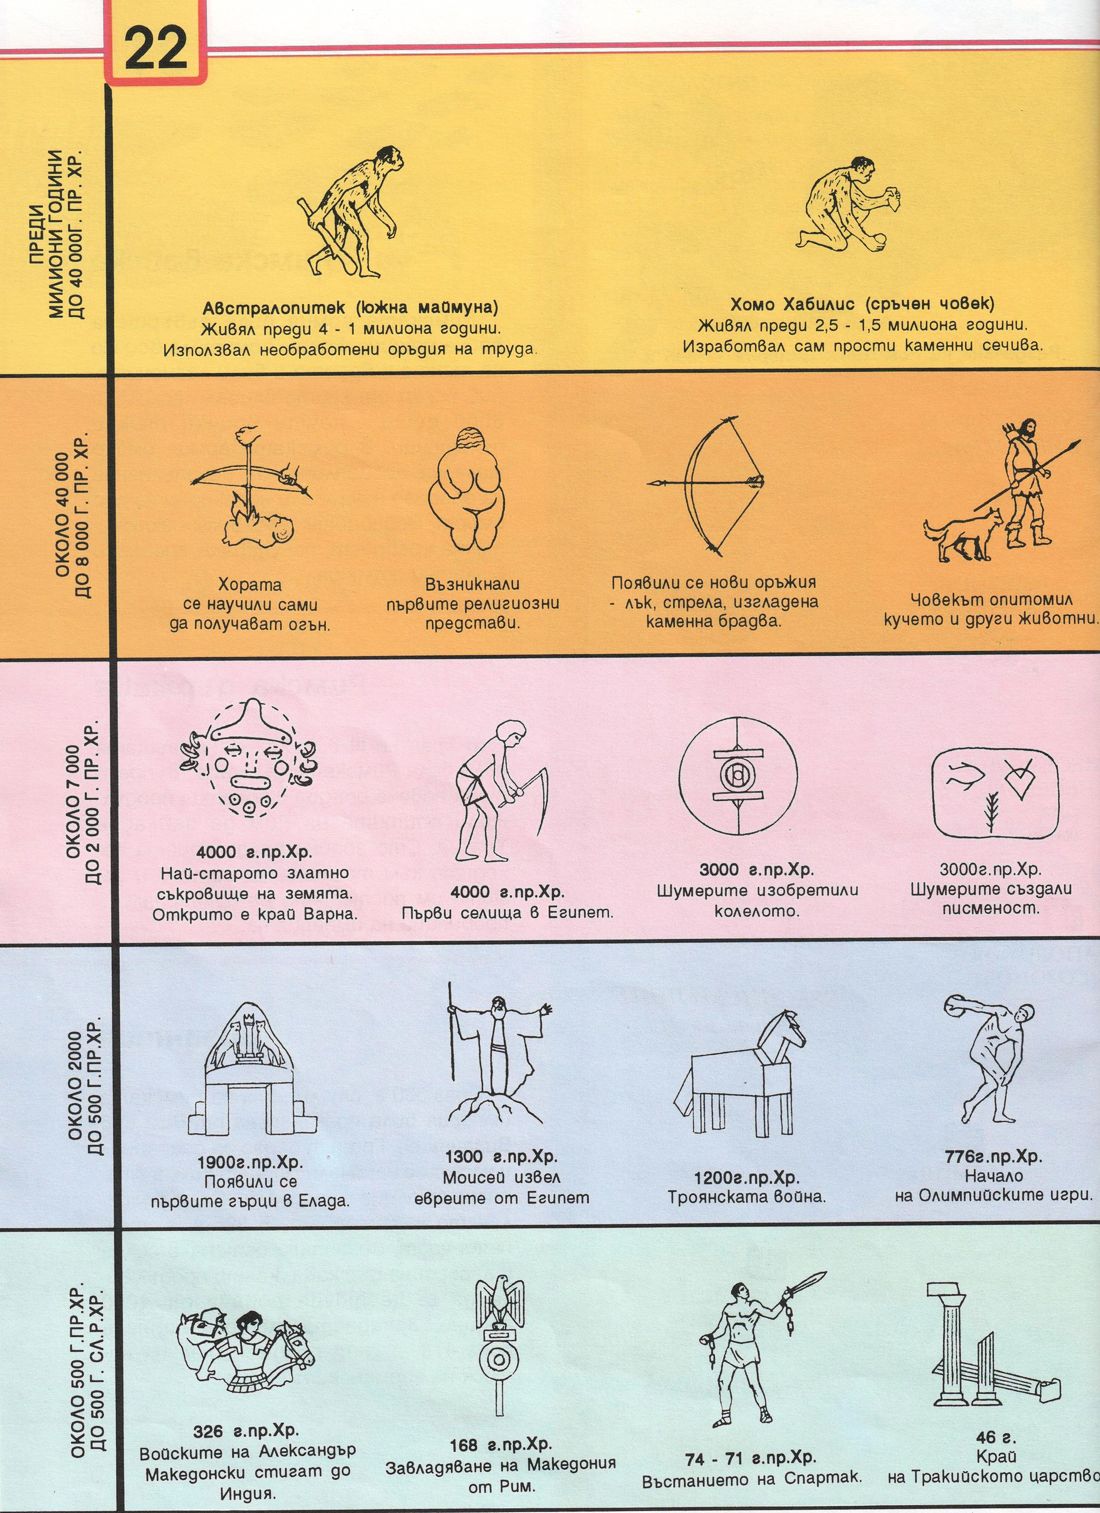 22
ПРЕДИ
МИЛИОНИ ГОДИНИ
ДО 40 000Г. ПР. ХР.
Австралопитек (южна маймуна)
Живял преди 4 - 1 милиона години.
Използвал необработени оръдия на труда.
Хомо Хабилис (сръчен човек)
Живял преди 2,5 - 1,5 милиона години.
Изработвал сам прости каменни сечива.
ОКОЛО 40 000
ДО 8 000 Г. ПР. ХР.
Хората
се научили сами
да получават огън.
Възникнали
първите религиозни
представи.
Появили се нови оръжия
- лък, стрела, изгладена
каменна брадва.
Човекът опитомил
кучето и други животни.
ОКОЛО 7 000
ДО 2 000 Г. ПР. ХР.
4000 г.пр.Хр.
Най-старото златно
съкровище на земята.
Открито е край Варна.
4000 г.пр.Хр.
Първи селища в Египет.
3000 г.пр.Хр.
Шумерите изобретили
колелото.
3000г.пр.Хр.
Шумерите създали
писменост.
ОКОЛО 2000
ДО 500 Г.ПР.ХР.
1900г.пр.Хр.
Появили се
първите гърци в Елада.
1300 г.пр.Хр.
Моисей извел
евреите от Египет
1200г.пр.Хр.
Троянската война.
776г.пр.Хр.
Начало
на Олимпийските игри.
ОКОЛО 500 Г.ПР.ХР.
ДО 500 Г. СЛ.Р.ХР.
326 г.пр.Хр.
Войските на Александър
Македонски стигат до
Индия.
168 г.пр.Хр.
Завладяване на Македония
от Рим.
74 - 71 г.пр.Хр.
Въстанието на Спартак.
46 г.
Край
на Тракийското царство